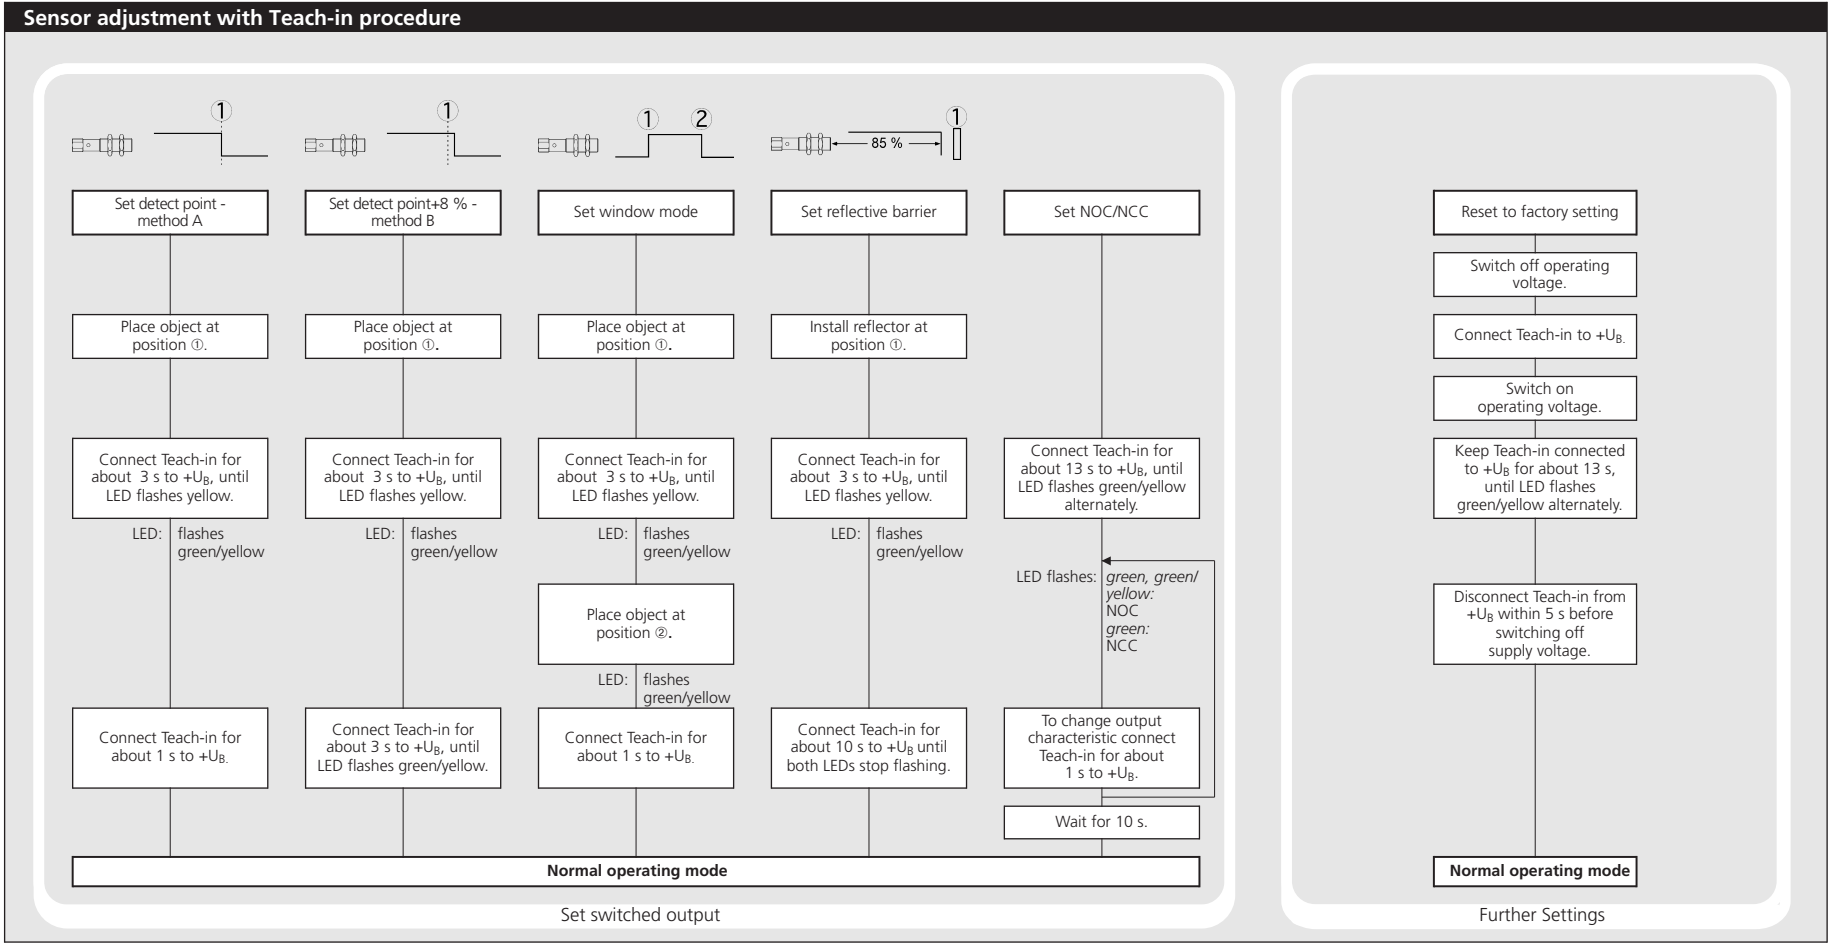 Sensor adjustment with Teach-in procedure
①
Set detect point -
method A
Place object at
position ①.
Connect Teach-in for
about 3 s to +UB, until
LED flashes yellow.
LED: flashes
green/yellow
Connect Teach-in for
about 1 s to +UB.
①
Set detect point+8 % -
method B
Place object at
position ①.
Connect Teach-in for
about 3 s to +UB, until
LED flashes yellow.
LED: flashes
green/yellow
Connect Teach-in for
about 3 s to +UB, until
LED flashes green/yellow.
① ②
Set window mode
Place object at
position ①.
Connect Teach-in for
about 3 s to +UB, until
LED flashes yellow.
LED: flashes
green/yellow
Place object at
position ②.
LED: flashes
green/yellow
Connect Teach-in for
about 1 s to +UB.
①
85 %
Set reflective barrier
Install reflector at
position ①.
Connect Teach-in for
about 3 s to +UB, until
LED flashes yellow.
LED: flashes
green/yellow
Connect Teach-in for
about 10 s to +UB until
both LEDs stop flashing.
Set NOC/NCC
Connect Teach-in for
about 13 s to +UB, until
LED flashes green/yellow
alternately.
LED flashes: green, green/
yellow:
NOC
green:
NCC
To change output
characteristic connect
Teach-in for about
1 s to +UB.
Wait for 10 s.
Normal operating mode
Set switched output
Reset to factory setting
Switch off operating
voltage.
Connect Teach-in to +UB.
Switch on
operating voltage.
Keep Teach-in connected
to +UB for about 13 s,
until LED flashes
green/yellow alternately.
Disconnect Teach-in from
+UB within 5 s before
switching off
supply voltage.
Normal operating mode
Further Settings